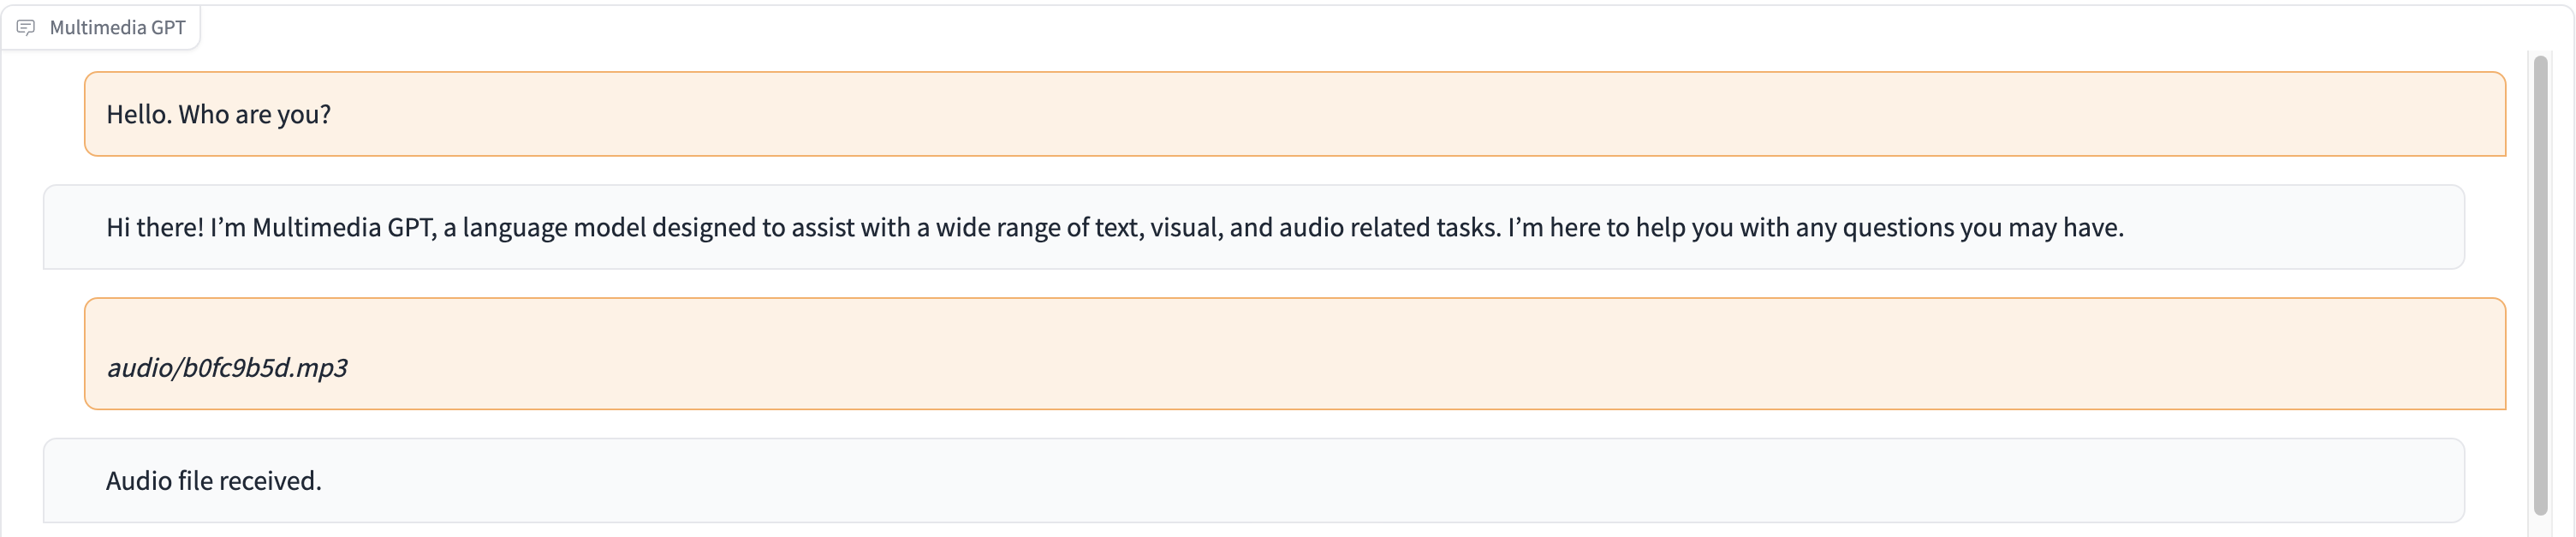 Multimedia GPT
Hello. Who are you?
Hi there! I’m Multimedia GPT, a language model designed to assist with a wide range of text, visual, and audio related tasks. I’m here to help you with any questions you may have.
audio/b0fc9b5d.mp3
Audio file received.